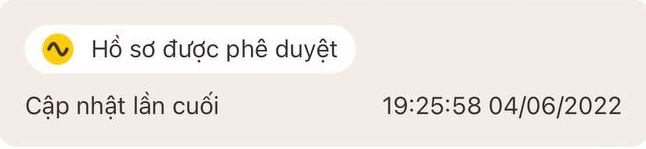 Hồ sơ được phê duyệt
Cập nhật lần cuối 19:25:58 04/06/2022